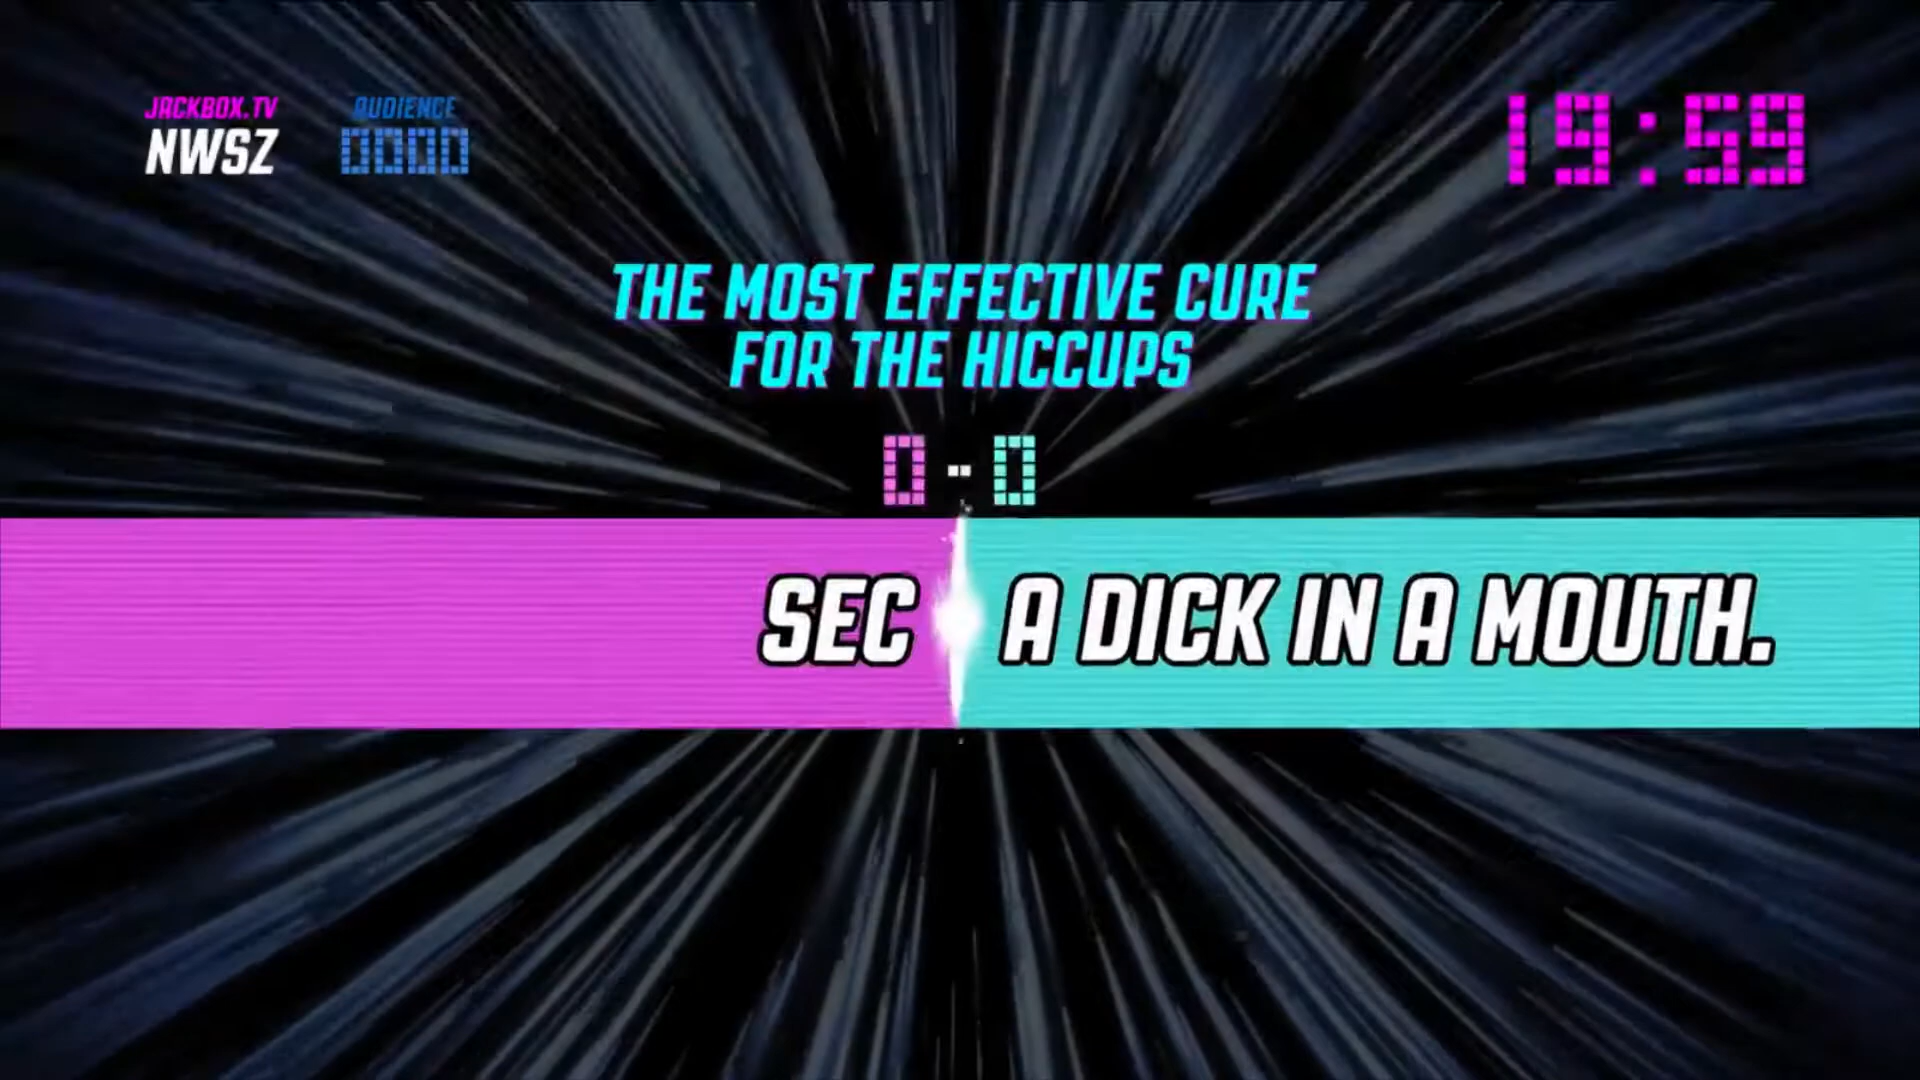 JACKBOX.TV
NWSZ
AUDIENCE
0000
19:59
THE MOST EFFECTIVE CURE
FOR THE HICCUPS
0 - 0
SEC
A DICK IN A MOUTH.